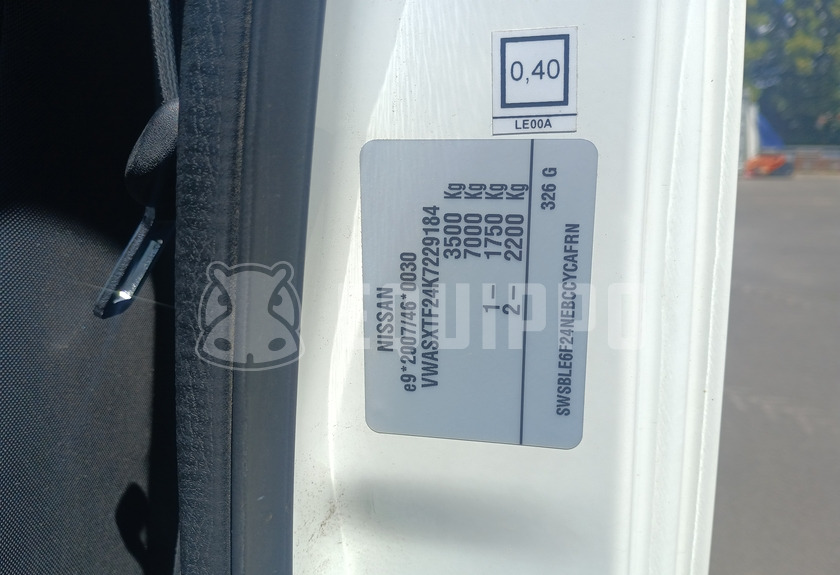 0,40
LE00A
NISSAN
e9*2007/46*0030
VWASXTF24K7229184
3500 Kg
7000 Kg
1- 1750 Kg
2- 2200 Kg
SWSBLE6F24NEBCCYCAFRN 326 G
EQUIPPO